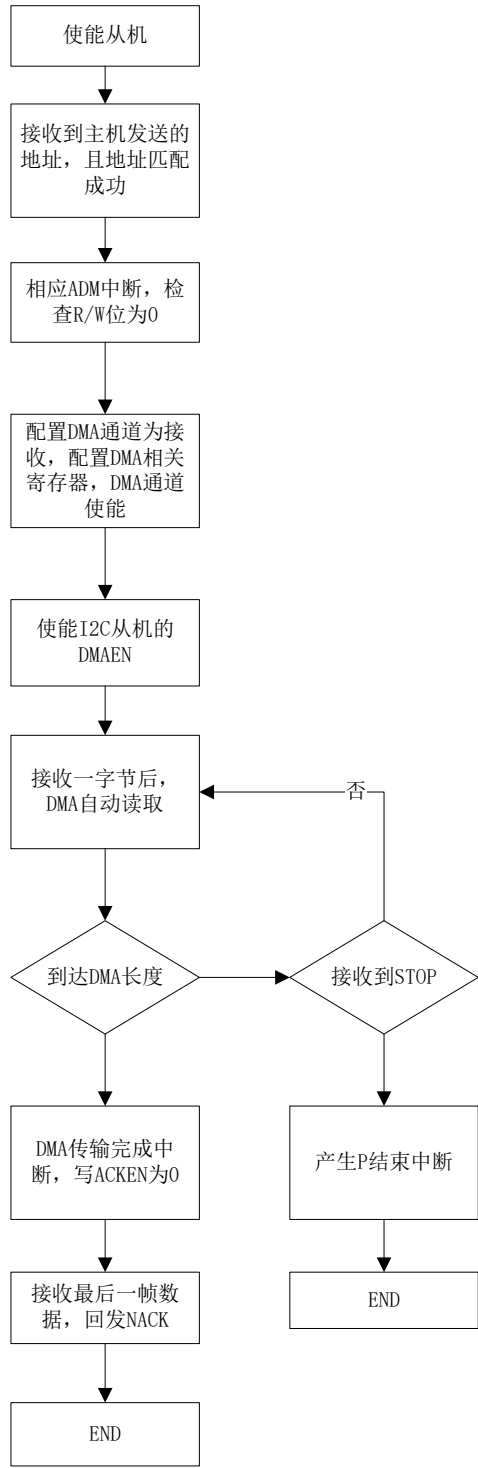 使能从机
接收到主机发送的
地址，且地址匹配
成功
相应ADM中断，检
查R/W位为0
配置DMA通道为接
收，配置DMA相关
寄存器，DMA通道
使能
使能I2C从机的
DMAEN
接收一字节后，
DMA自动读取
否
到达DMA长度
接收到STOP
DMA传输完成中
断，写ACKEN为0
产生P结束中断
接收最后一帧数
据，回发NACK
END
END